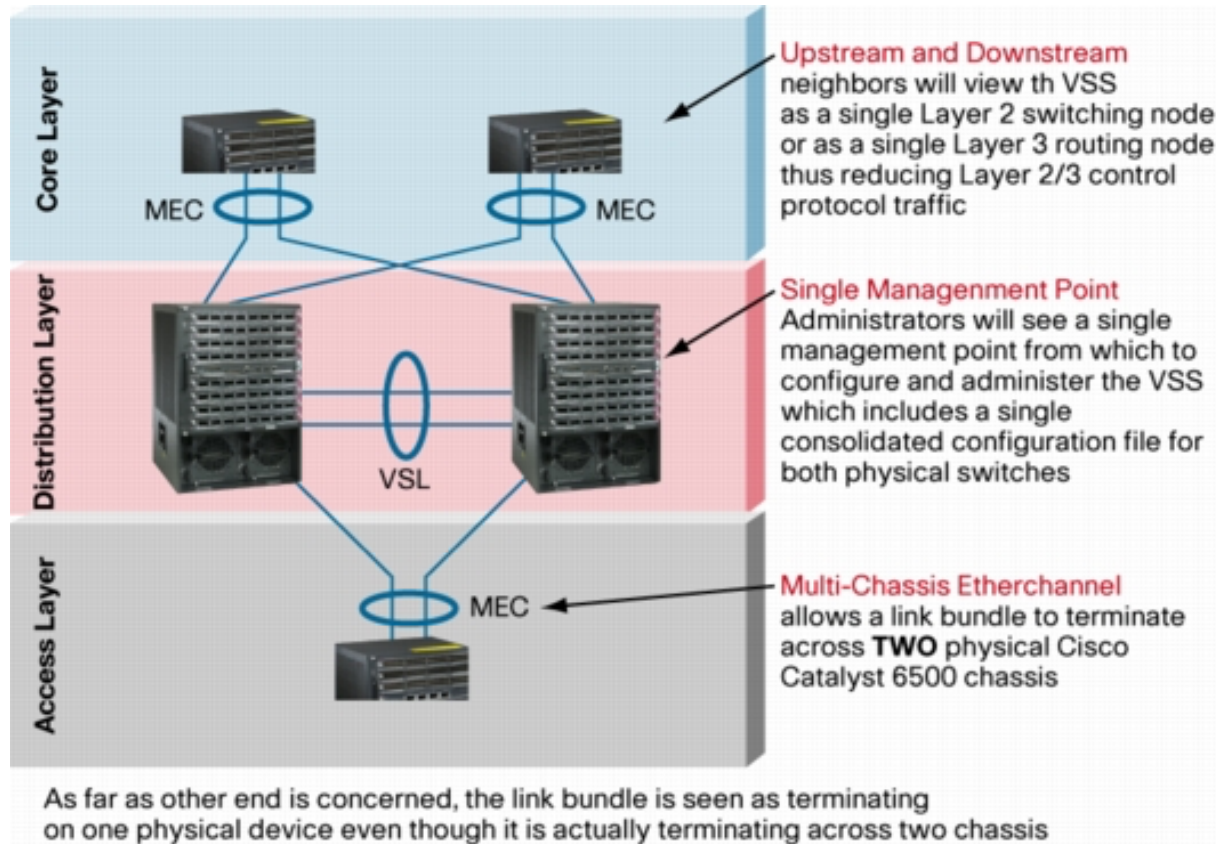 Core Layer
MEC
MEC
Upstream and Downstream
neighbors will view th VSS
as a single Layer 2 switching node
or as a single Layer 3 routing node
thus reducing Layer 2/3 control
protocol traffic
Distribution Layer
VSL
Single Managenment Point
Administrators will see a single
management point from which to
configure and administer the VSS
which includes a single
consolidated configuration file for
both physical switches
Access Layer
MEC
Multi-Chassis Etherchannel
allows a link bundle to terminate
across TWO physical Cisco
Catalyst 6500 chassis
As far as other end is concerned, the link bundle is seen as terminating
on one physical device even though it is actually terminating across two chassis